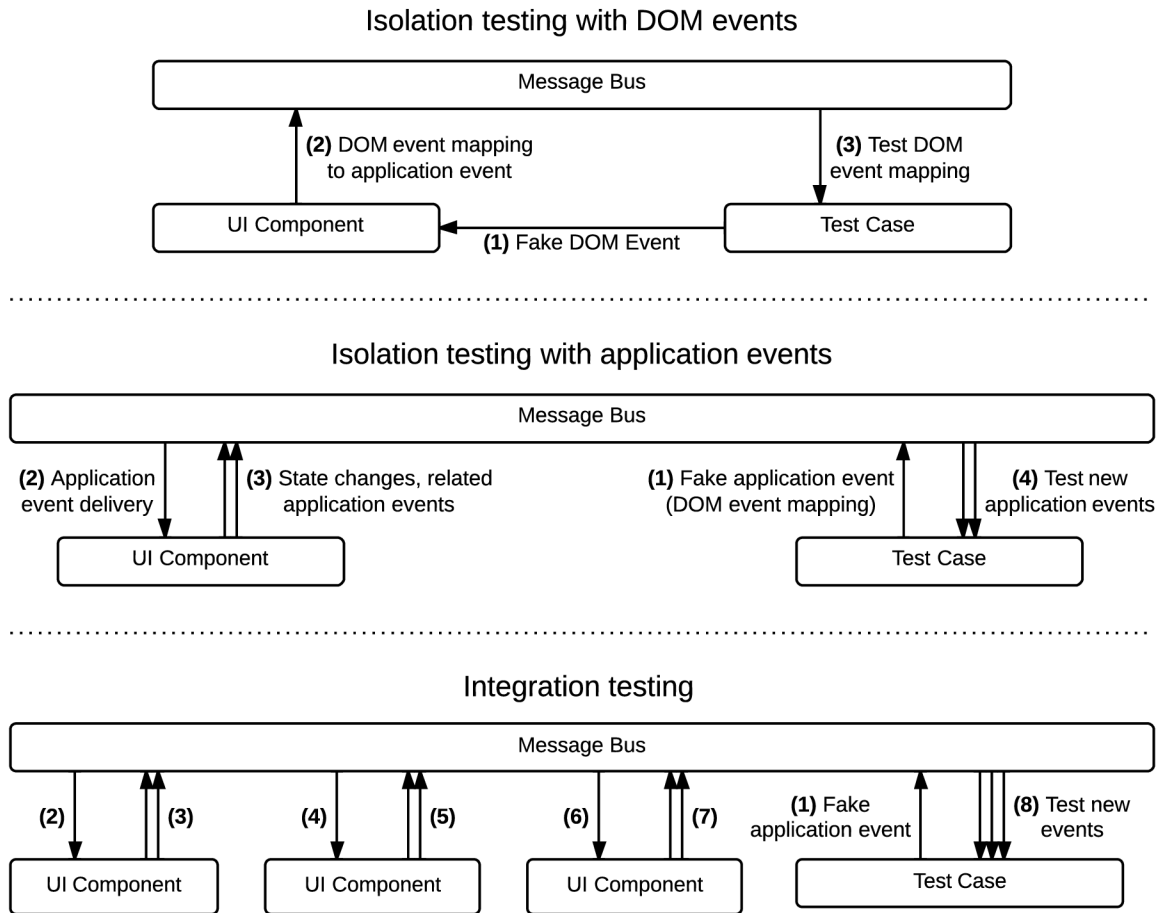 Isolation testing with DOM events
Message Bus
(2) DOM event mapping
to application event
(3) Test DOM
event mapping
UI Component
(1) Fake DOM Event
Test Case
Isolation testing with application events
Message Bus
(2) Application
event delivery
(3) State changes, related
application events
(1) Fake application event
(DOM event mapping)
(4) Test new
application events
UI Component
Test Case
Integration testing
Message Bus
(2)
(3)
(4)
(5)
(6)
(7)
(1) Fake
application event
(8) Test new
events
UI Component
UI Component
UI Component
Test Case